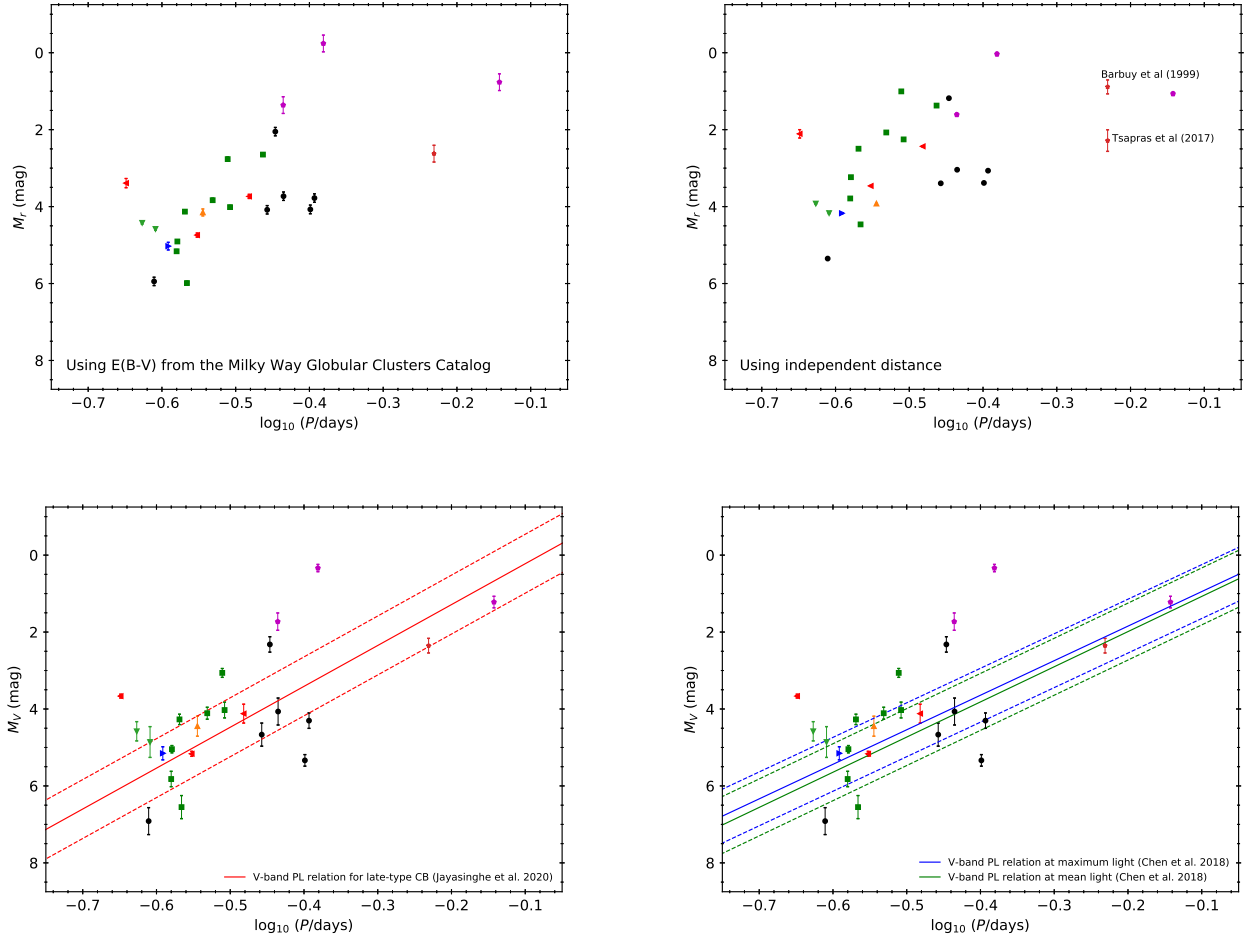 0
2
4
6
8
M_r (mag)
Using E(B-V) from the Milky Way Globular Clusters Catalog
−0.7 −0.6 −0.5 −0.4 −0.3 −0.2 −0.1
log₁₀ (P/days)
0
2
4
6
8
M_r (mag)
Barbuy et al (1999)
Tsapras et al (2017)
Using independent distance
−0.7 −0.6 −0.5 −0.4 −0.3 −0.2 −0.1
log₁₀ (P/days)
0
2
4
6
8
M_V (mag)
V-band PL relation for late-type CB (Jayasinghe et al. 2020)
−0.7 −0.6 −0.5 −0.4 −0.3 −0.2 −0.1
log₁₀ (P/days)
0
2
4
6
8
M_V (mag)
V-band PL relation at maximum light (Chen et al. 2018)
V-band PL relation at mean light (Chen et al. 2018)
−0.7 −0.6 −0.5 −0.4 −0.3 −0.2 −0.1
log₁₀ (P/days)